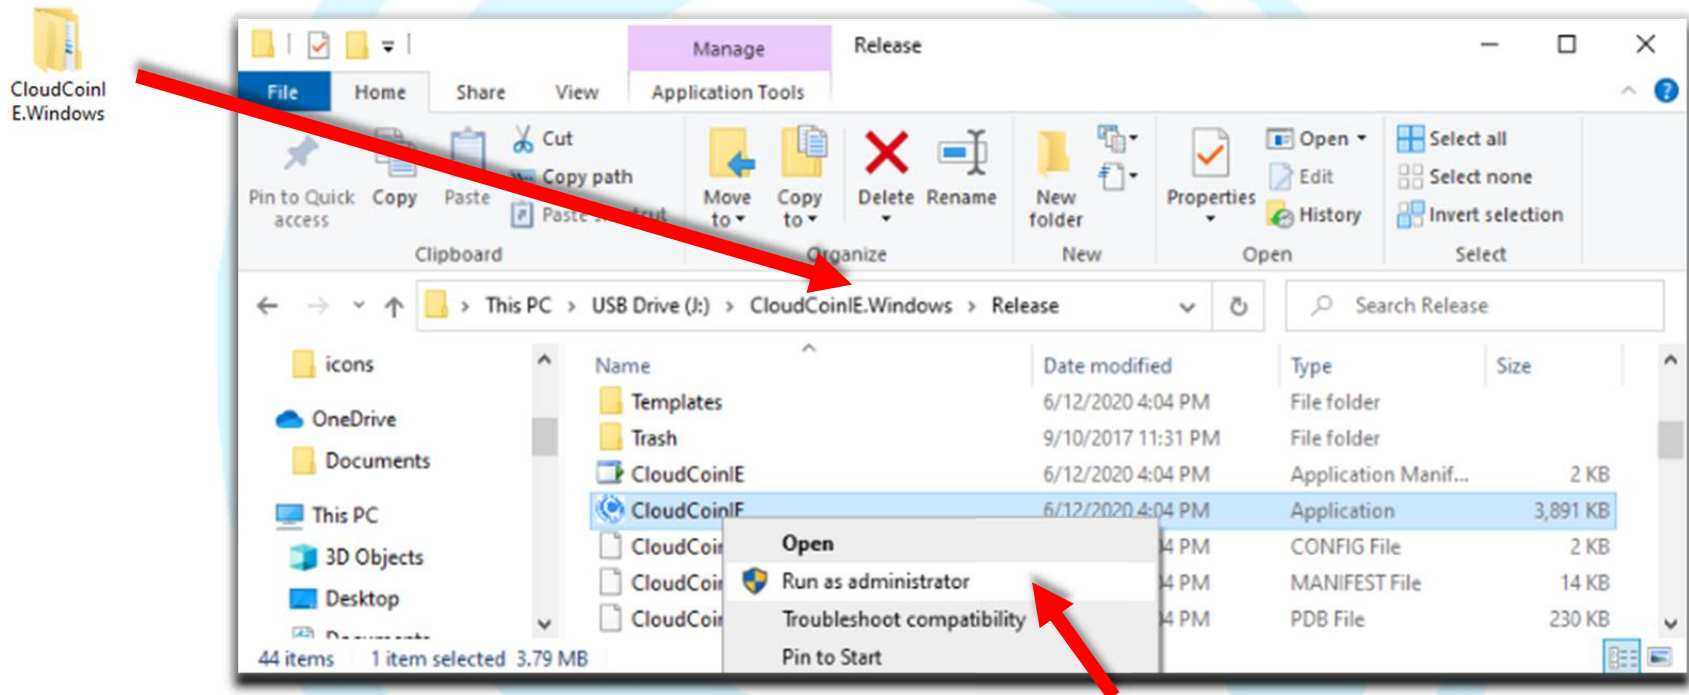 CloudCoinI
E.Windows
Manage
Release
File
Home
Share
View
Application Tools
Pin to Quick
access
Copy
Paste
Cut
Copy path
Paste shortcut
Clipboard
Move
to
Copy
to
Delete
Rename
Organize
New
folder
New
Properties
Open
Edit
History
Open
Select all
Select none
Invert selection
Select
This PC > USB Drive (J:) > CloudCoinIE.Windows > Release
Search Release
icons
OneDrive
Documents
This PC
3D Objects
Desktop
Documents
Name Date modified Type Size
Templates 6/12/2020 4:04 PM File folder
Trash 9/10/2017 11:31 PM File folder
CloudCoinIE 6/12/2020 4:04 PM Application Manif... 2 KB
CloudCoinIE 6/12/2020 4:04 PM Application 3,891 KB
CloudCoi 4 PM CONFIG File 2 KB
CloudCoi 4 PM MANIFEST File 14 KB
CloudCoi 4 PM PDB File 230 KB
Open
Run as administrator
Troubleshoot compatibility
Pin to Start
44 items 1 item selected 3.79 MB